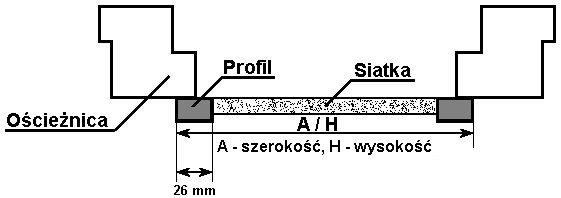 Profil
Siatka
Ościeżnica
A / H
A - szerokość, H - wysokość
26 mm